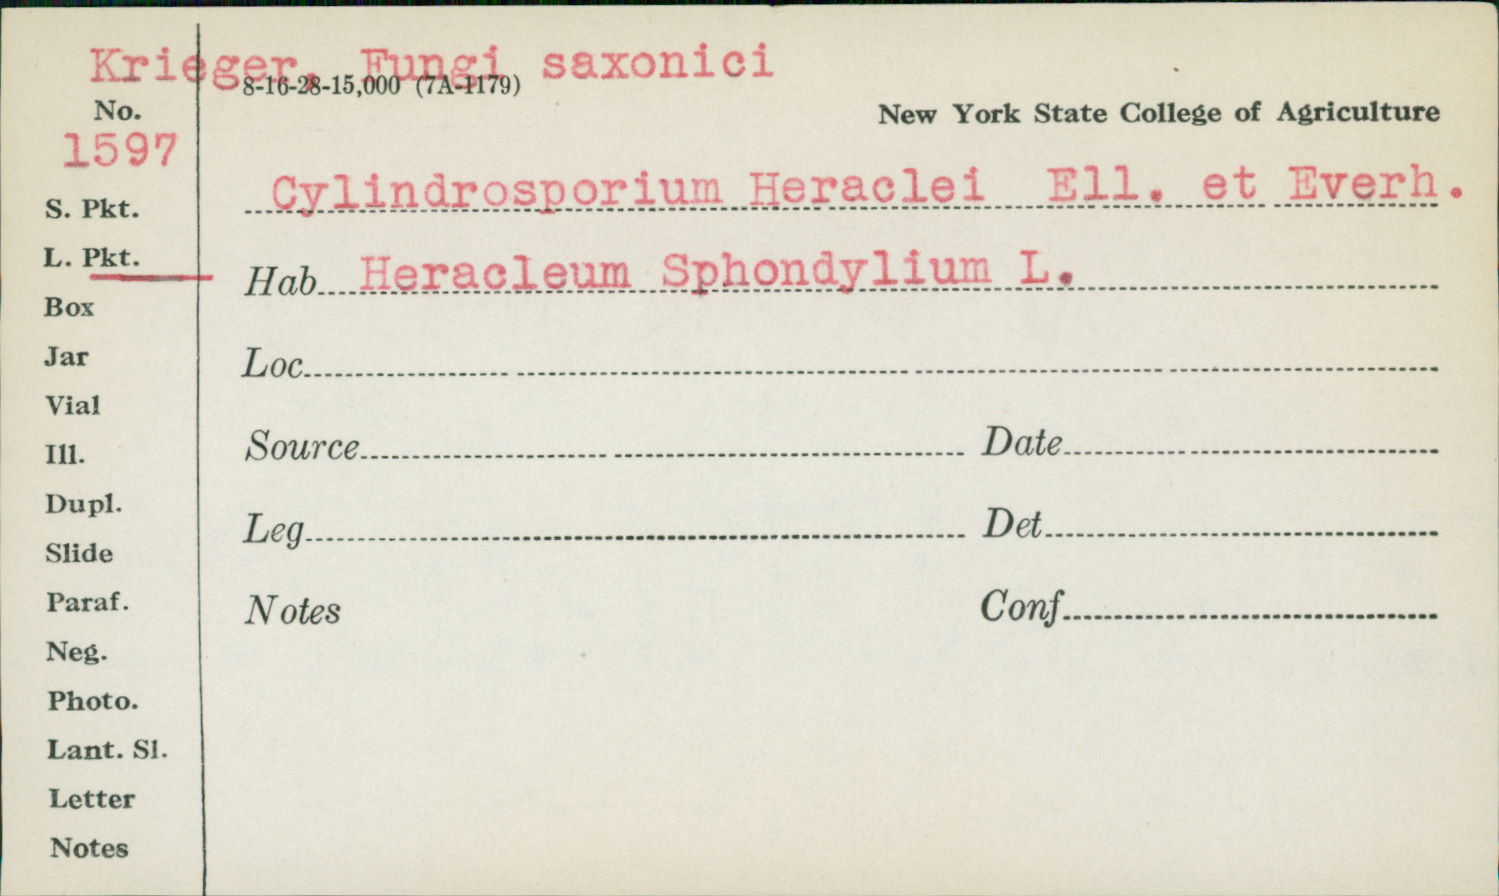 Krieger, Fungi saxonici
8-16-28-15,000 (7A-1179)
No.
New York State College of Agriculture
1597
Cylindrosporium Heraclei Ell. et Everh.
S. Pkt.
L. Pkt.
Hab Heracleum Sphondylium L.
Box
Jar
Loc
Vial
Ill.
Source Date
Dupl.
Leg Det
Slide
Paraf.
Notes Conf
Neg.
Photo.
Lant. Sl.
Letter
Notes